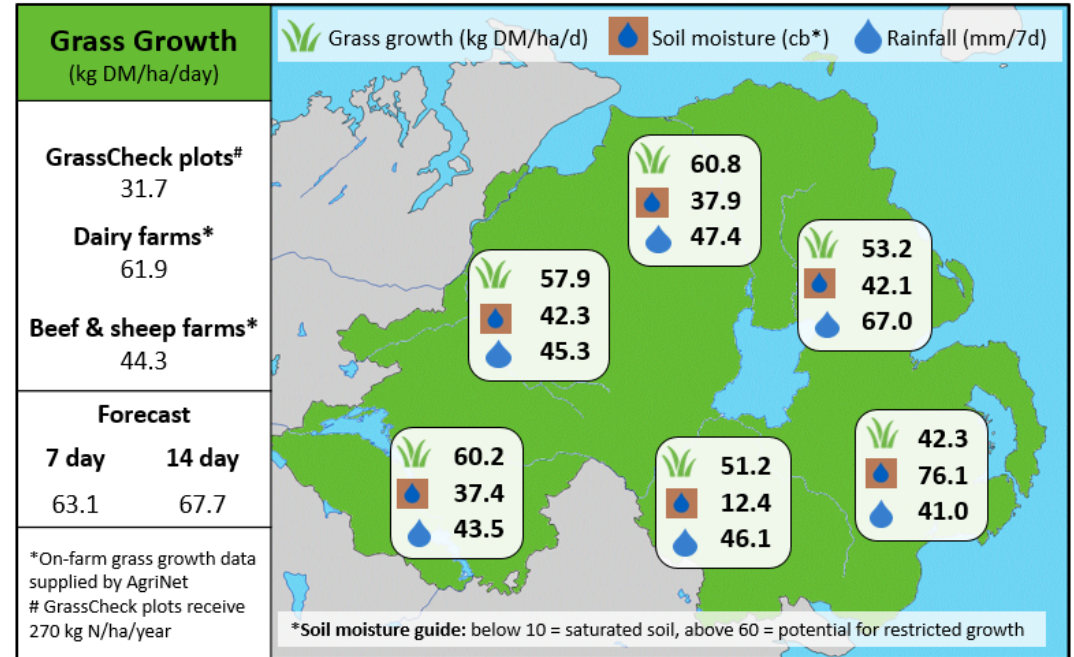 Grass Growth
(kg DM/ha/day)
GrassCheck plots#
31.7
Dairy farms*
61.9
Beef & sheep farms*
44.3
Forecast
7 day 14 day
63.1 67.7
*On-farm grass growth data
supplied by AgriNet
# GrassCheck plots receive
270 kg N/ha/year
Grass growth (kg DM/ha/d) Soil moisture (cb*) Rainfall (mm/7d)
60.8
37.9
47.4
53.2
42.1
67.0
57.9
42.3
45.3
60.2
37.4
43.5
51.2
12.4
46.1
42.3
76.1
41.0
*Soil moisture guide: below 10 = saturated soil, above 60 = potential for restricted growth